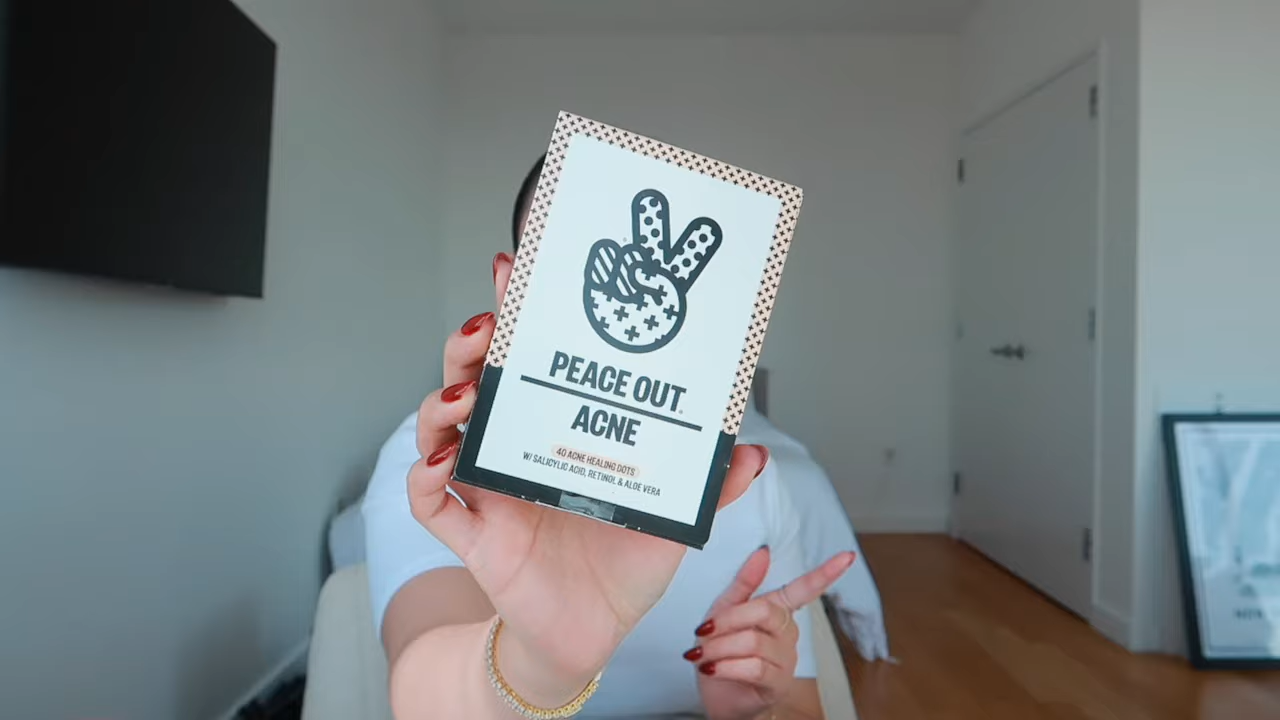 PEACE OUT
ACNE
40 ACNE HEALING DOTS
W/ SALICYLIC ACID, RETINOL & ALOE VERA